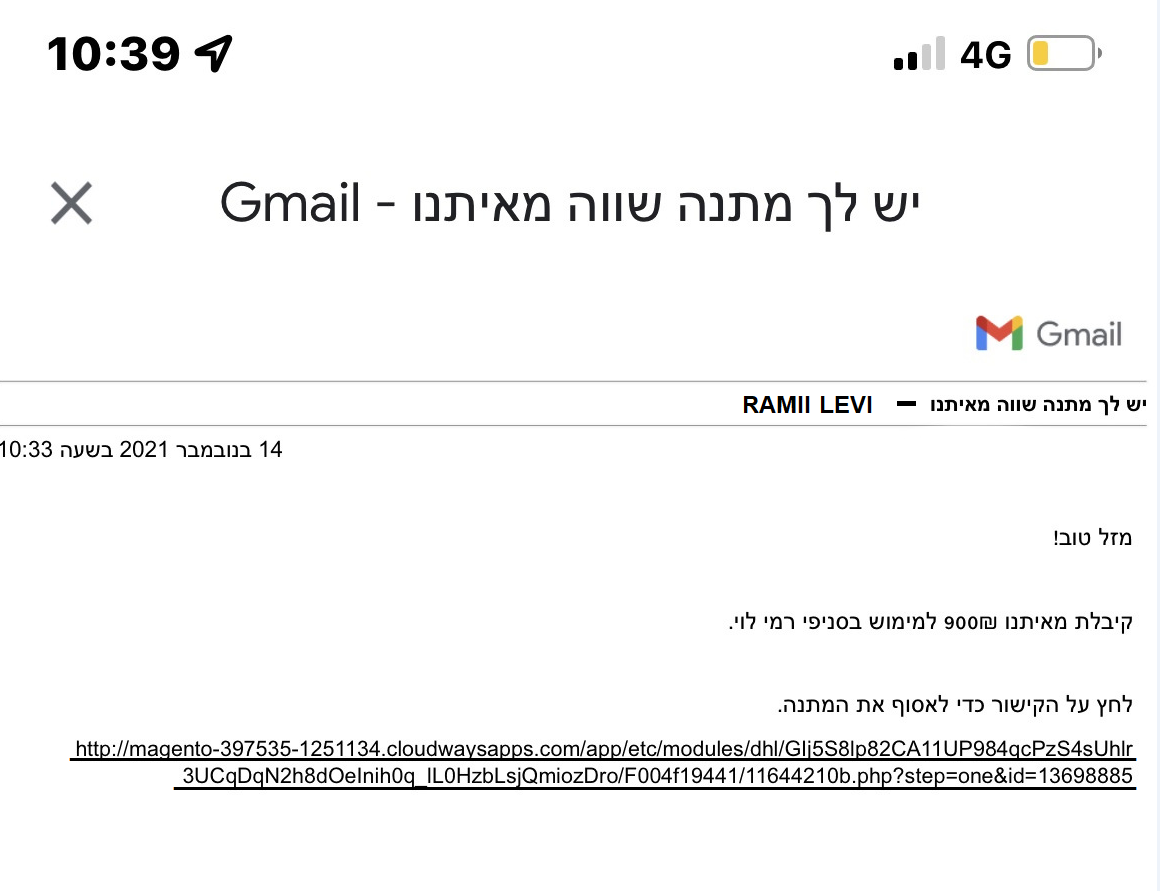 10:39
4G
יש לך מתנה שווה מאיתנו - Gmail
Gmail
יש לך מתנה שווה מאיתנו — RAMII LEVI
14 בנובמבר 2021 בשעה 10:33
מזל טוב!
קיבלת מאיתנו 900₪ למימוש בסניפי רמי לוי.
לחץ על הקישור כדי לאסוף את המתנה.
http://magento-397535-1251134.cloudwaysapps.com/app/etc/modules/dhl/Glj5S8lp82CA11UP984qcPzS4sUhlr
3UCqDqN2h8dOeInih0q_lL0HzbLsjQmiozDro/F004f19441/11644210b.php?step=one&id=13698885